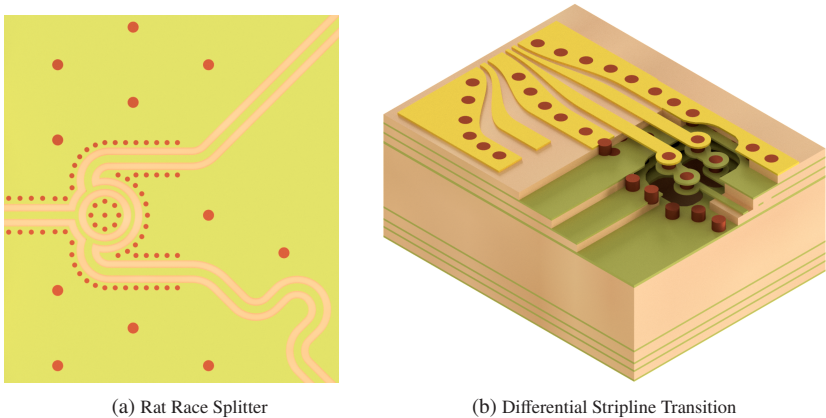 (a) Rat Race Splitter
(b) Differential Stripline Transition